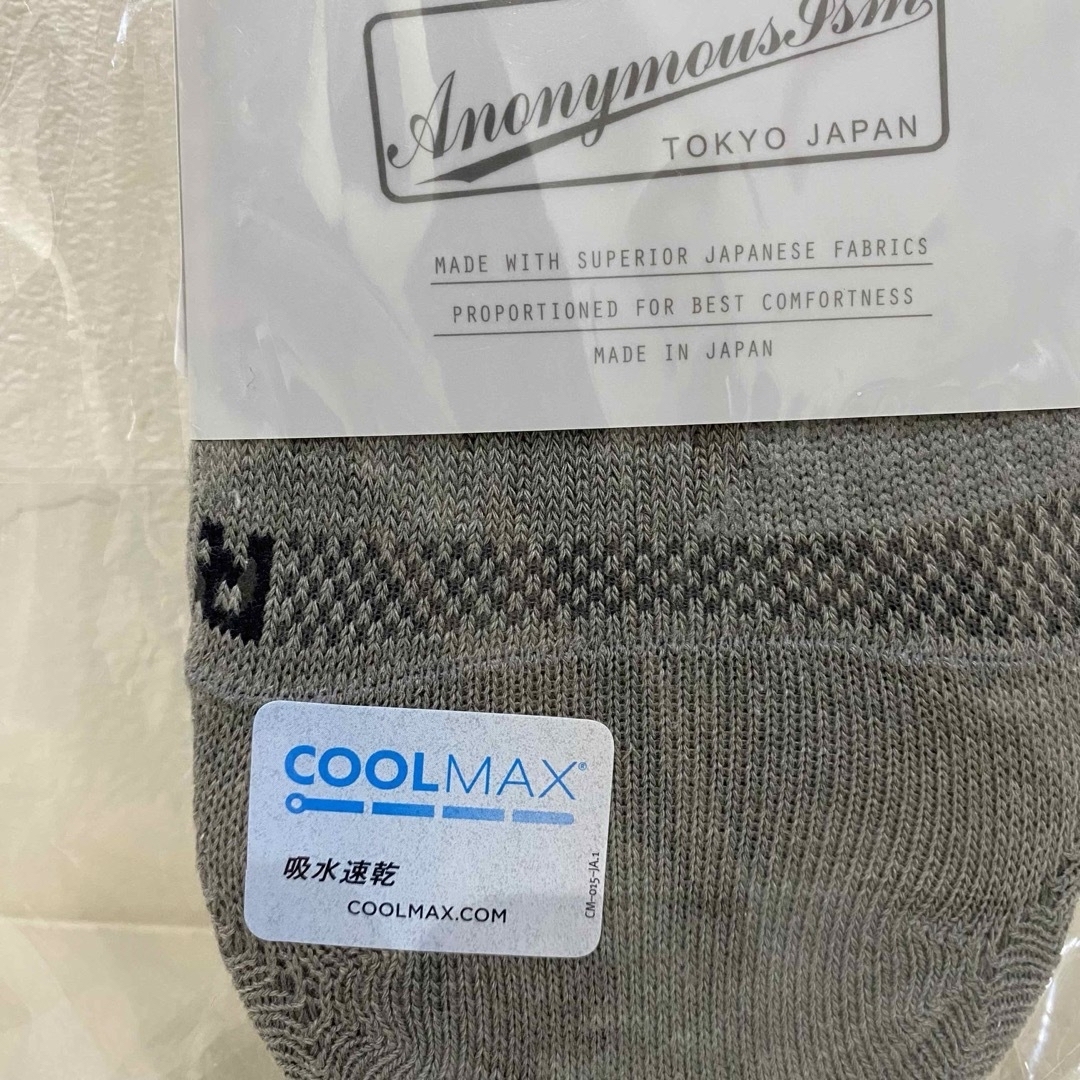 AnonymousIsm
TOKYO JAPAN
MADE WITH SUPERIOR JAPANESE FABRICS
PROPORTIONED FOR BEST COMFORTNESS
MADE IN JAPAN
COOLMAX®
吸水速乾
COOLMAX.COM
CM-015-JA.1